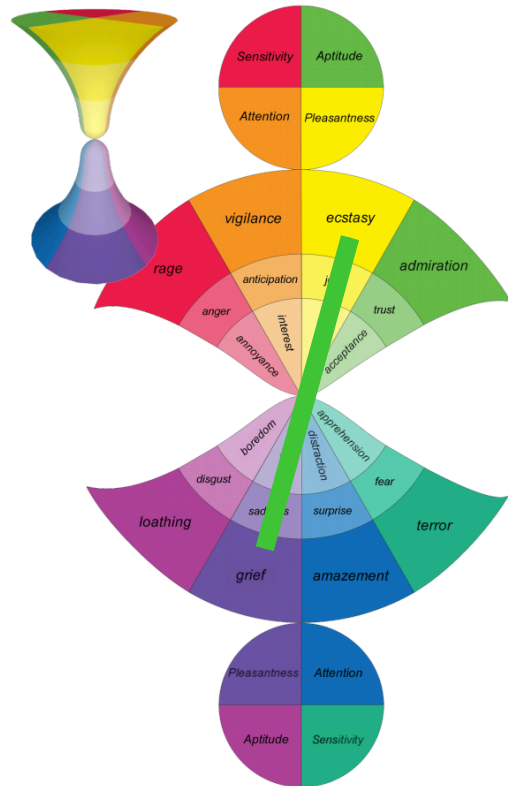 Sensitivity
Aptitude
Attention
Pleasantness
vigilance
ecstasy
rage
admiration
anticipation
anger
trust
interest
annoyance
acceptance
boredom
distraction
apprehension
disgust
fear
surprise
loathing
terror
grief
amazement
Pleasantness
Attention
Aptitude
Sensitivity